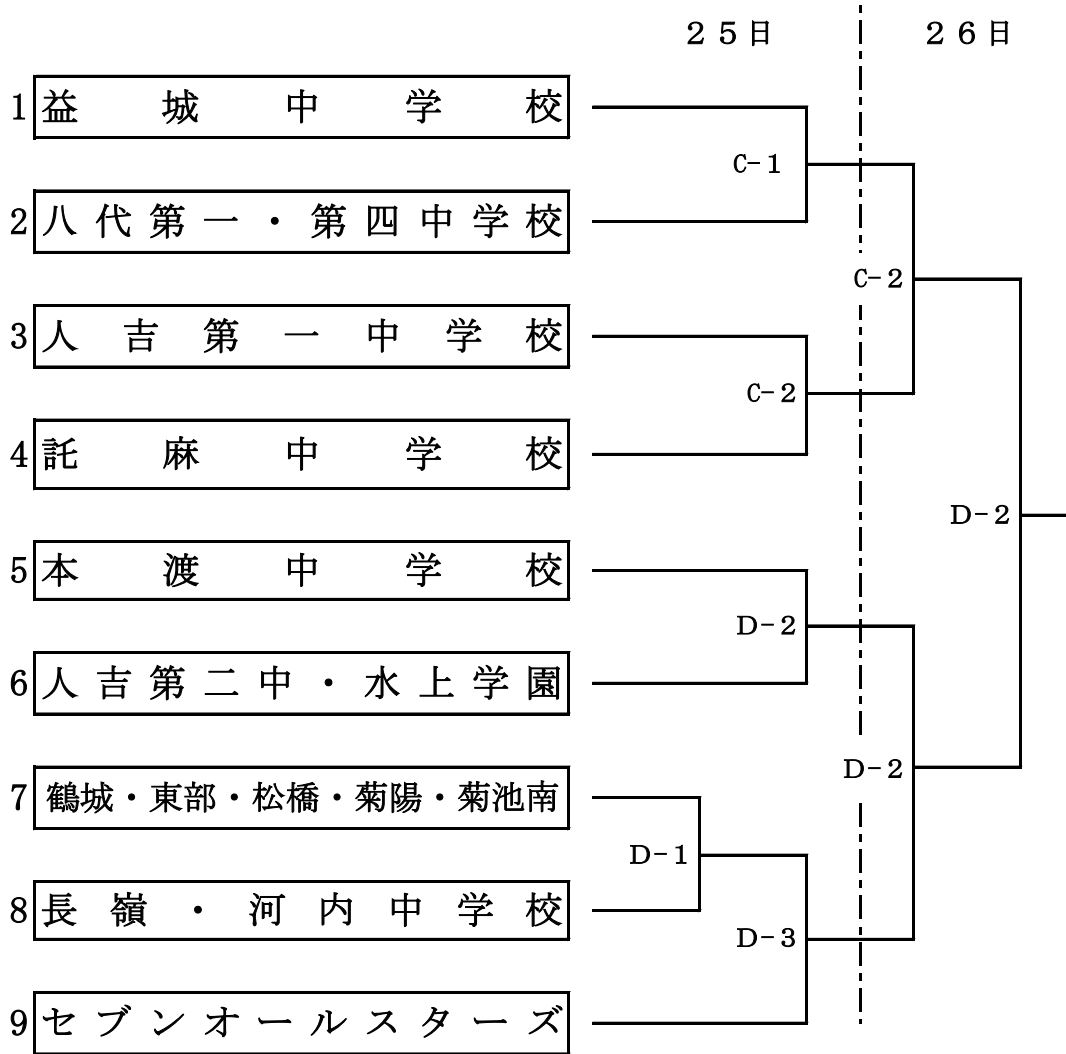 ２５日 ２６日
1 益城中学校
C-1
2 八代第一・第四中学校
C-2
3 人吉第一中学校
C-2
4 託麻中学校
D-2
5 本渡中学校
D-2
6 人吉第二中・水上学園
D-2
7 鶴城・東部・松橋・菊陽・菊池南
D-1
8 長嶺・河内中学校
D-3
9 セブンオールスターズ